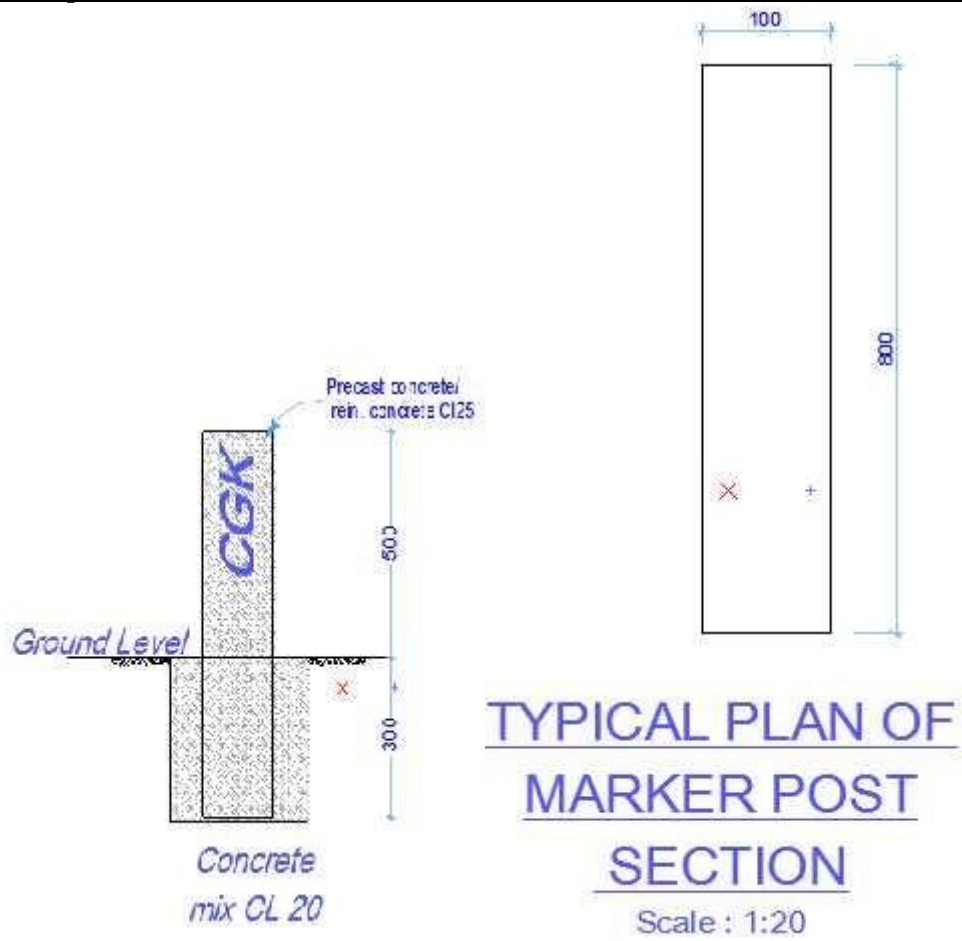 100
800
Precast concrete/
rein. concrete Cl25
CGK
500
Ground Level
300
Concrete
mix CL 20
TYPICAL PLAN OF
MARKER POST
SECTION
Scale : 1:20